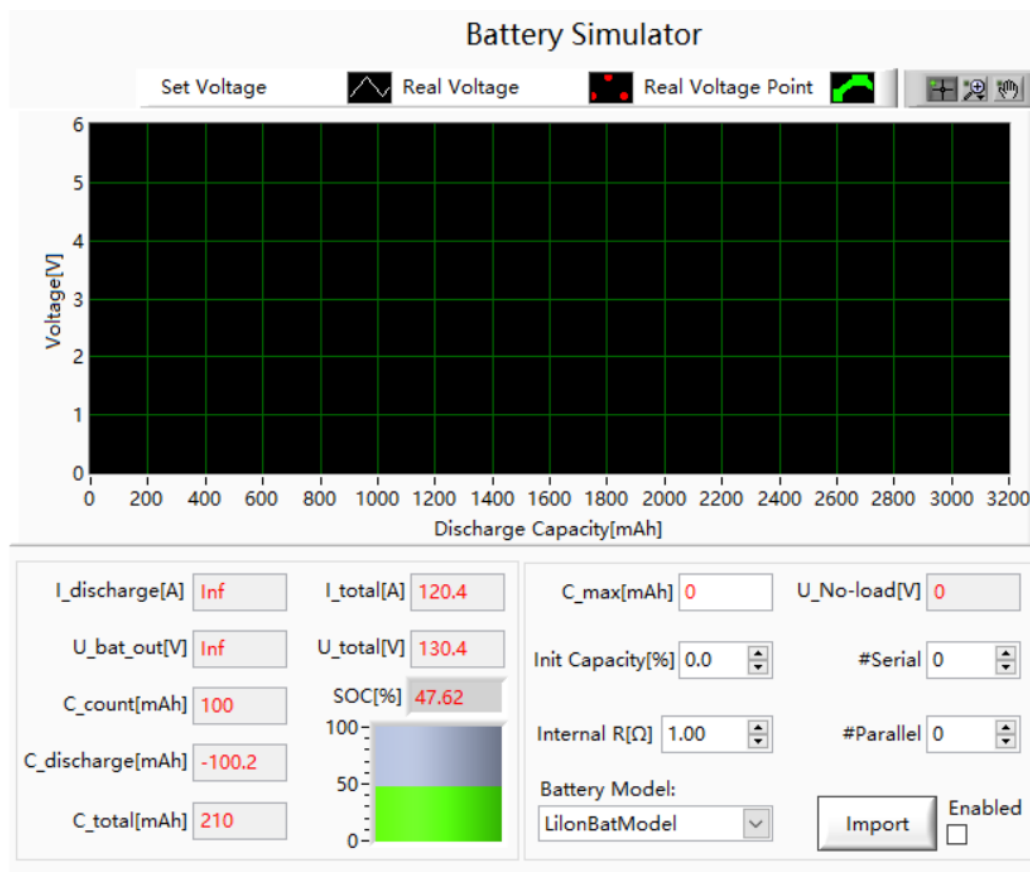 Battery Simulator
Set Voltage Real Voltage Real Voltage Point
6
5
4
3
2
1
0
Voltage[V]
0 200 400 600 800 1000 1200 1400 1600 1800 2000 2200 2400 2600 2800 3000 3200
Discharge Capacity[mAh]
I_discharge[A] Inf I_total[A] 120.4
U_bat_out[V] Inf U_total[V] 130.4
C_count[mAh] 100 SOC[%] 47.62
C_discharge[mAh] -100.2
C_total[mAh] 210
100
50
0
C_max[mAh] 0 U_No-load[V] 0
Init Capacity[%] 0.0 #Serial 0
Internal R[Ω] 1.00 #Parallel 0
Battery Model:
LiIonBatModel Import Enabled